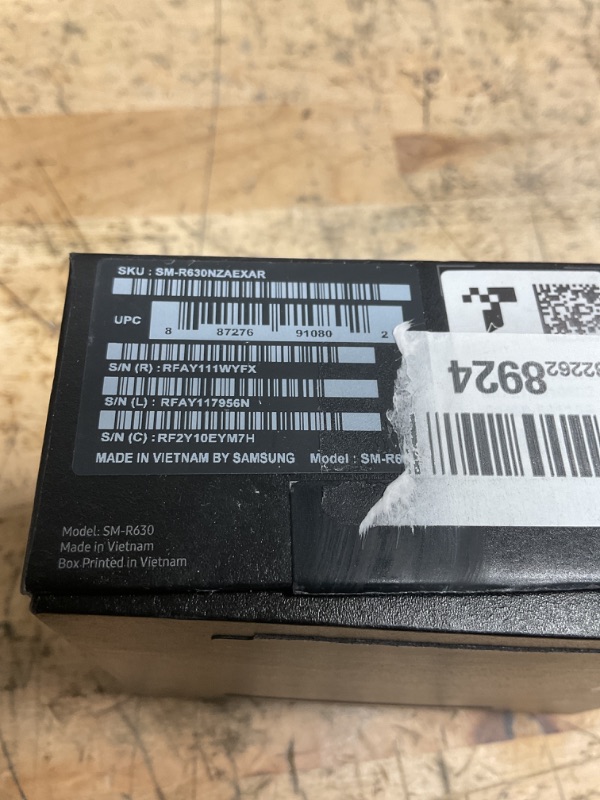 SKU : SM-R630NZAEXAR
UPC
8 87276 91080 2
S/N (R) : RFAY111WYFX
S/N (L) : RFAY117956N
S/N (C) : RF2Y10EYM7H
MADE IN VIETNAM BY SAMSUNG Model : SM-R6
Model: SM-R630
Made in Vietnam
Box Printed in Vietnam
322628924